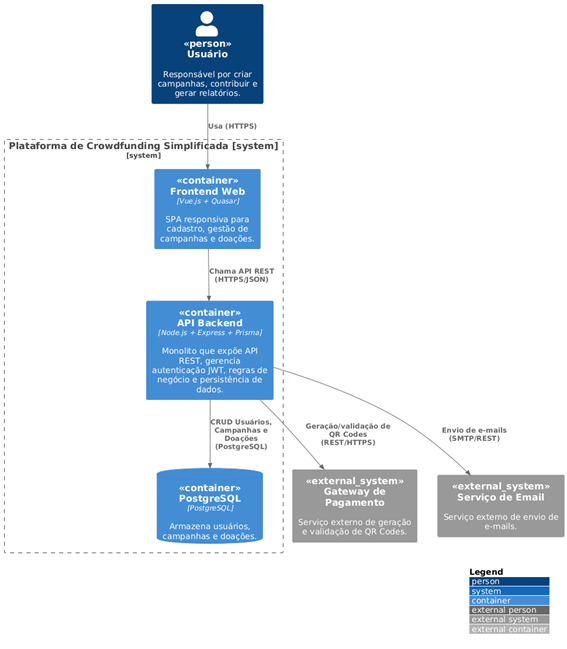 «person»
Usuário
Responsável por criar
campanhas, contribuir e
gerar relatórios.
Usa (HTTPS)
Plataforma de Crowdfunding Simplificada [system]
[system]
«container»
Frontend Web
[Vue.js + Quasar]
SPA responsiva para
cadastro, gestão de
campanhas e doações.
Chama API REST
(HTTPS/JSON)
«container»
API Backend
[Node.js + Express + Prisma]
Monolito que expõe API
REST, gerencia
autenticação JWT, regras de
negócio e persistência de
dados.
CRUD Usuários,
Campanhas e
Doações
(PostgreSQL)
Geração/validação de
QR Codes
(REST/HTTPS)
Envio de e-mails
(SMTP/REST)
«container»
PostgreSQL
[PostgreSQL]
Armazena usuários,
campanhas e doações.
«external_system»
Gateway de
Pagamento
Serviço externo de geração
e validação de QR Codes.
«external_system»
Serviço de Email
Serviço externo de envio de
e-mails.
Legend
person
system
container
external person
external system
external container